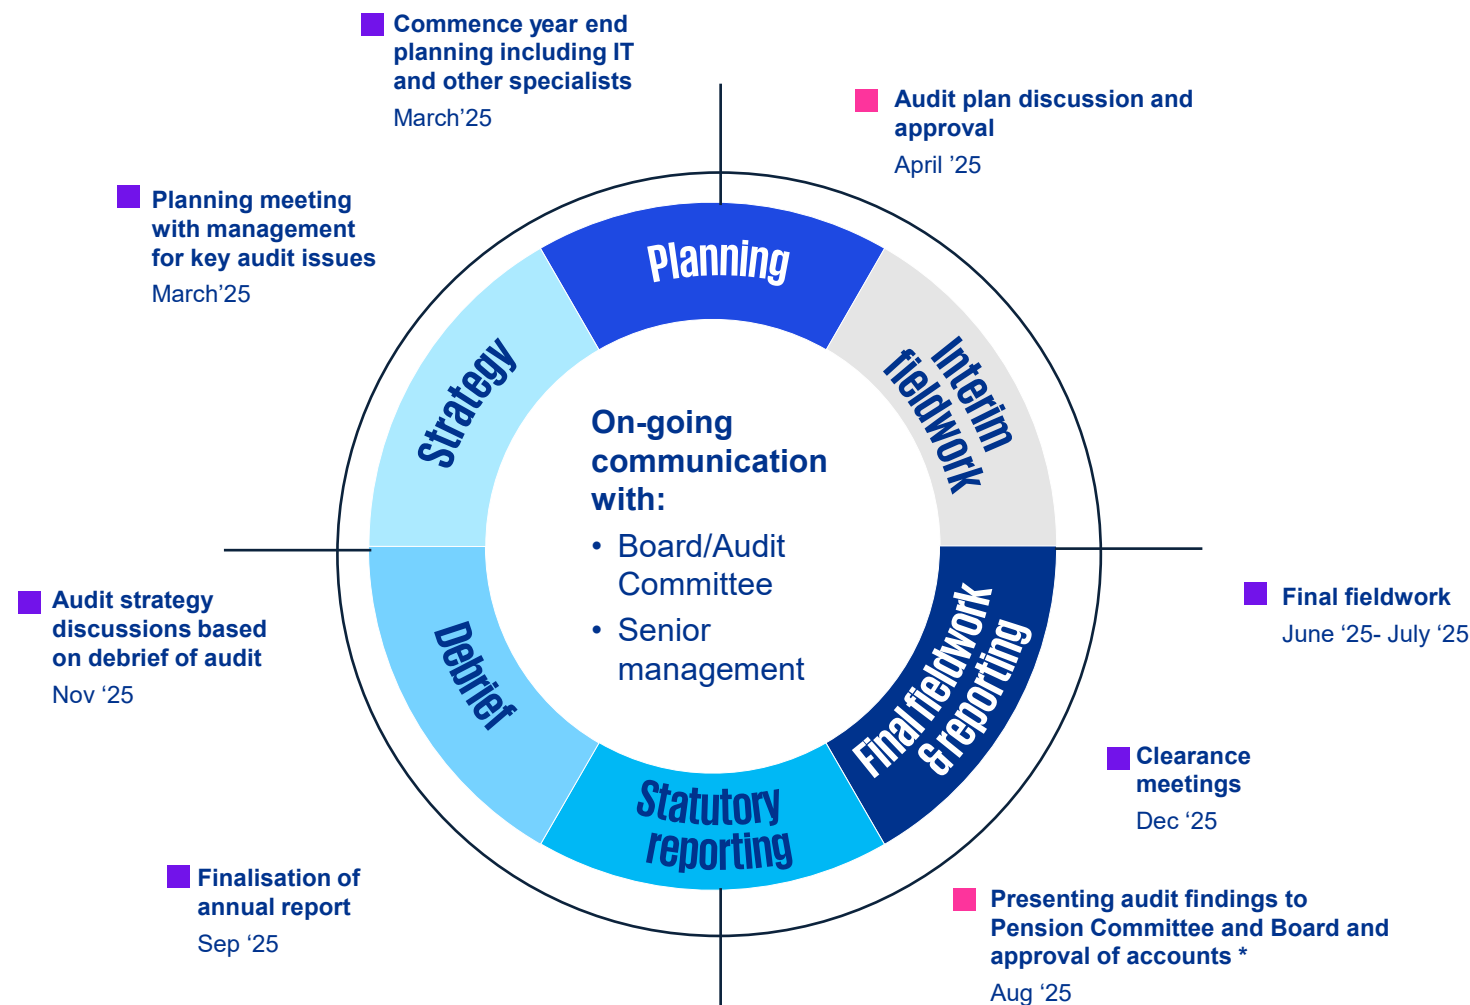 Commence year end
planning including IT
and other specialists
March’25
Audit plan discussion and
approval
April ’25
Planning meeting
with management
for key audit issues
March’25
Planning
Interim
fieldwork
Strategy
On-going
communication
with:
• Board/Audit
Committee
• Senior
management
Audit strategy
discussions based
on debrief of audit
Nov ‘25
Debrief
Final fieldwork
& reporting
Final fieldwork
June ‘25- July ‘25
Clearance
meetings
Dec ‘25
Statutory
reporting
Finalisation of
annual report
Sep ‘25
Presenting audit findings to
Pension Committee and Board and
approval of accounts *
Aug ‘25